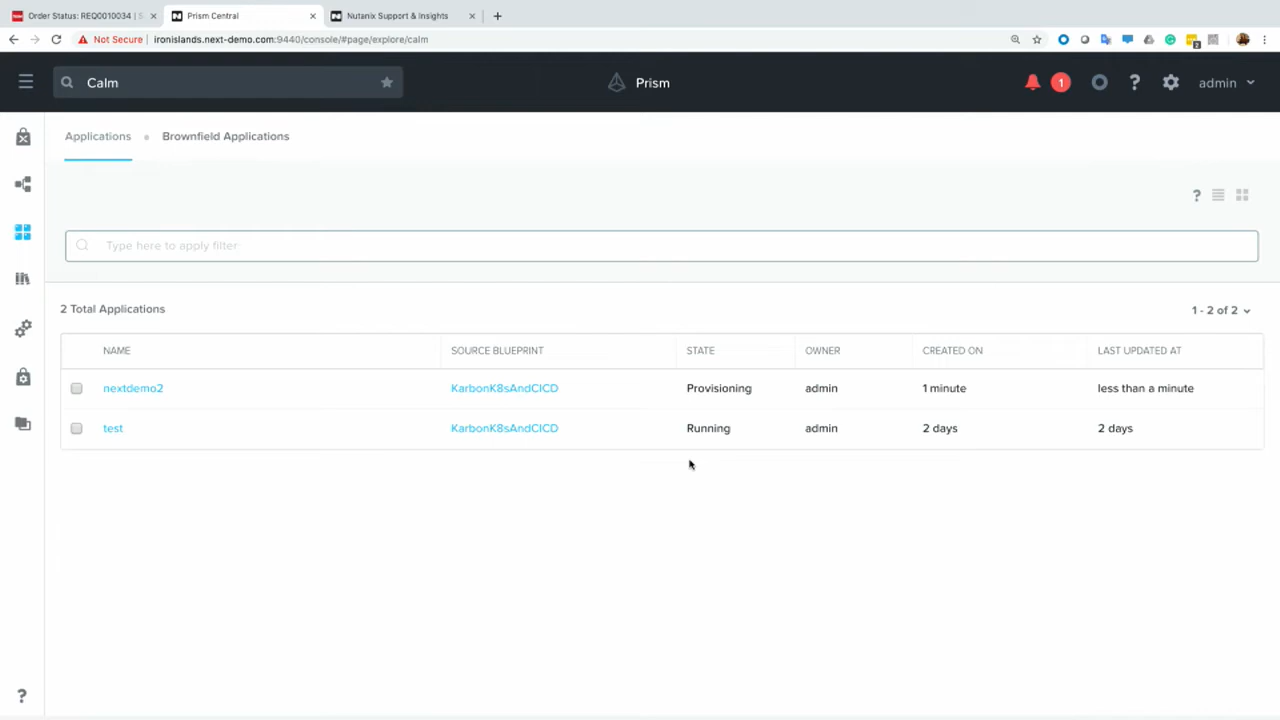 Order Status: REQ0010034 | S
Prism Central
Nutanix Support & Insights
Not Secure
ironislands.next-demo.com:9440/console/#page/explore/calm
2
Calm
Prism
1
?
admin
Applications
Brownfield Applications
?
Type here to apply filter
2 Total Applications
1 - 2 of 2
NAME SOURCE BLUEPRINT STATE OWNER CREATED ON LAST UPDATED AT
nextdemo2 KarbonK8sAndCICD Provisioning admin 1 minute less than a minute
test KarbonK8sAndCICD Running admin 2 days 2 days
?